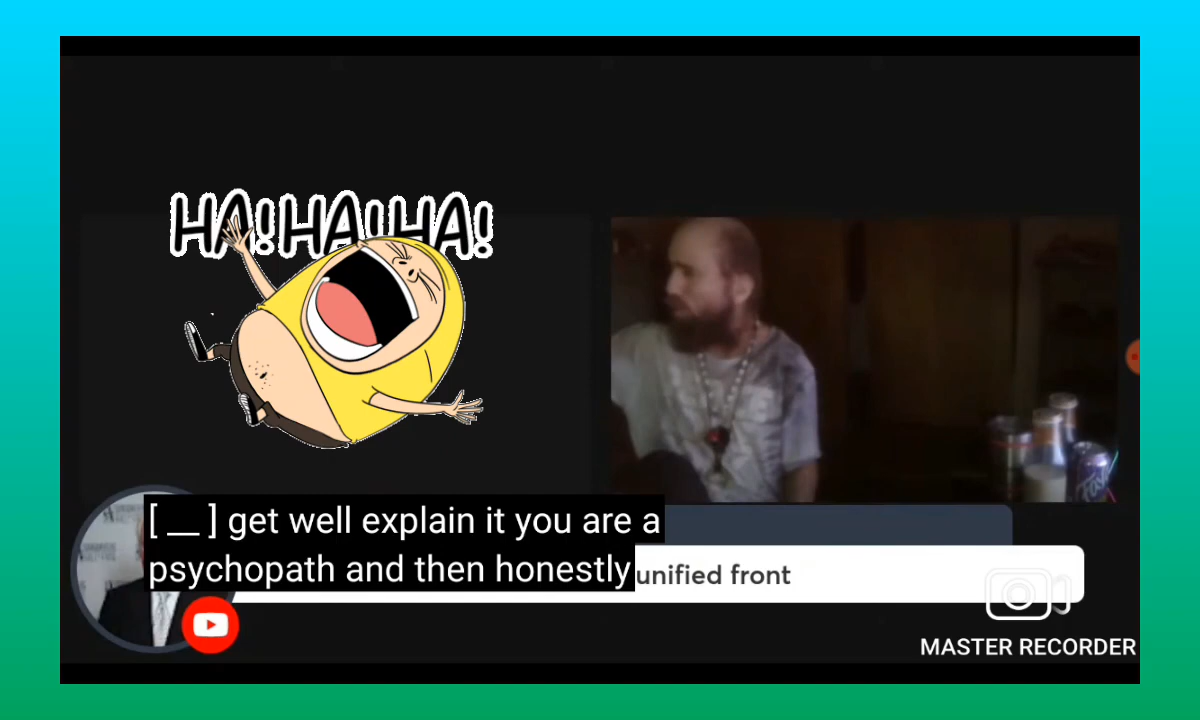 HA! HA! HA!
[ __ ] get well explain it you are a
psychopath and then honestly
unified front
MASTER RECORDER